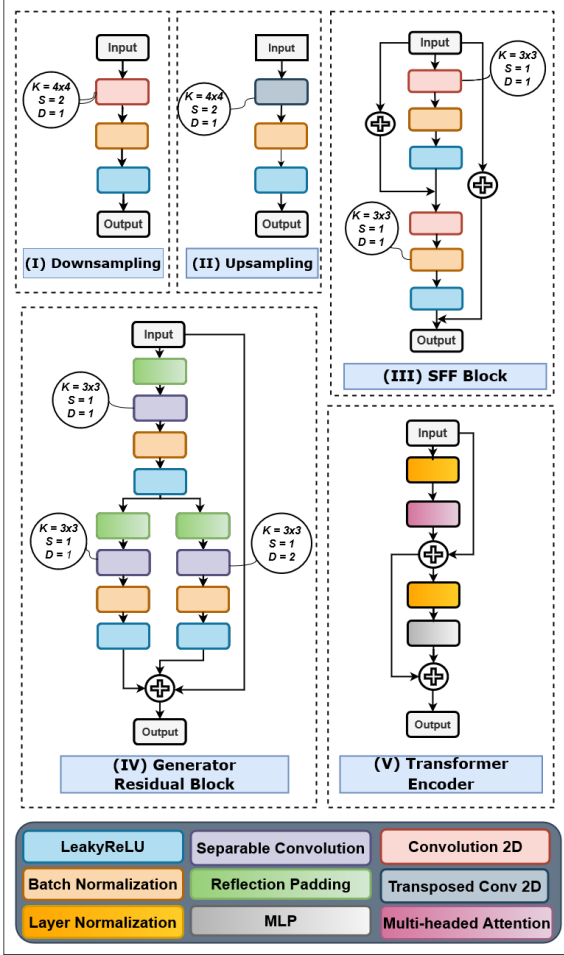 Input
K = 4x4
S = 2
D = 1
Output
(I) Downsampling
Input
K = 4x4
S = 2
D = 1
Output
(II) Upsampling
Input
K = 3x3
S = 1
D = 1
K = 3x3
S = 1
D = 1
Output
(III) SFF Block
Input
K = 3x3
S = 1
D = 1
K = 3x3
S = 1
D = 1
K = 3x3
S = 1
D = 2
Output
(IV) Generator
Residual Block
Input
Output
(V) Transformer
Encoder
LeakyReLU
Separable Convolution
Convolution 2D
Batch Normalization
Reflection Padding
Transposed Conv 2D
Layer Normalization
MLP
Multi-headed Attention